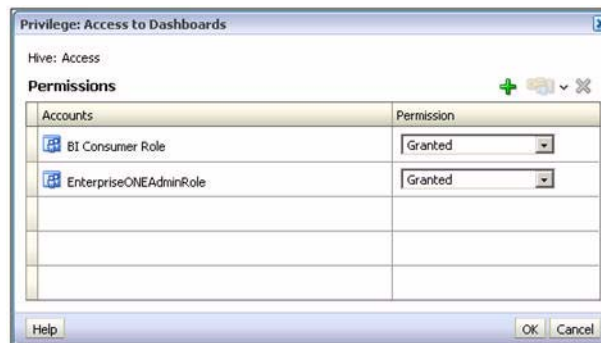 Privilege: Access to Dashboards
Hive: Access
Permissions
Accounts Permission
BI Consumer Role Granted
EnterpriseONEAdminRole Granted
Help OK Cancel